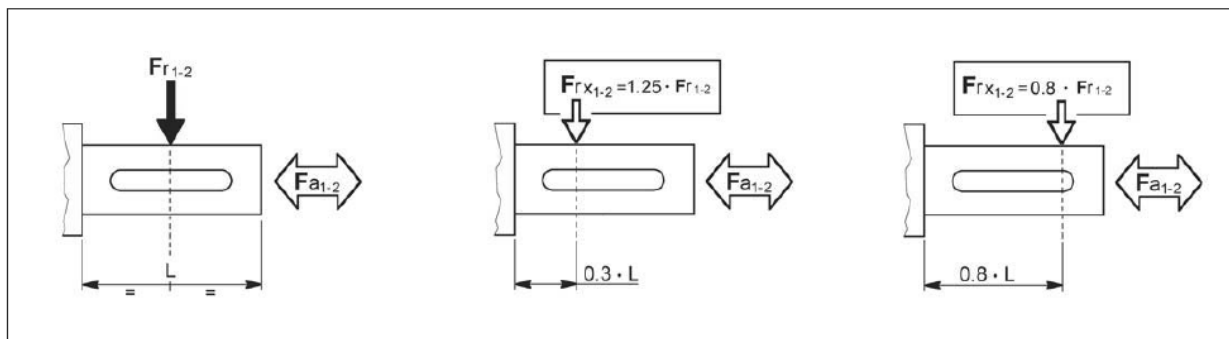 Fr1-2
Fa1-2
L
= =
Frx1-2 =1.25 · Fr1-2
Fa1-2
0.3 · L
Frx1-2 =0.8 · Fr1-2
Fa1-2
0.8 · L